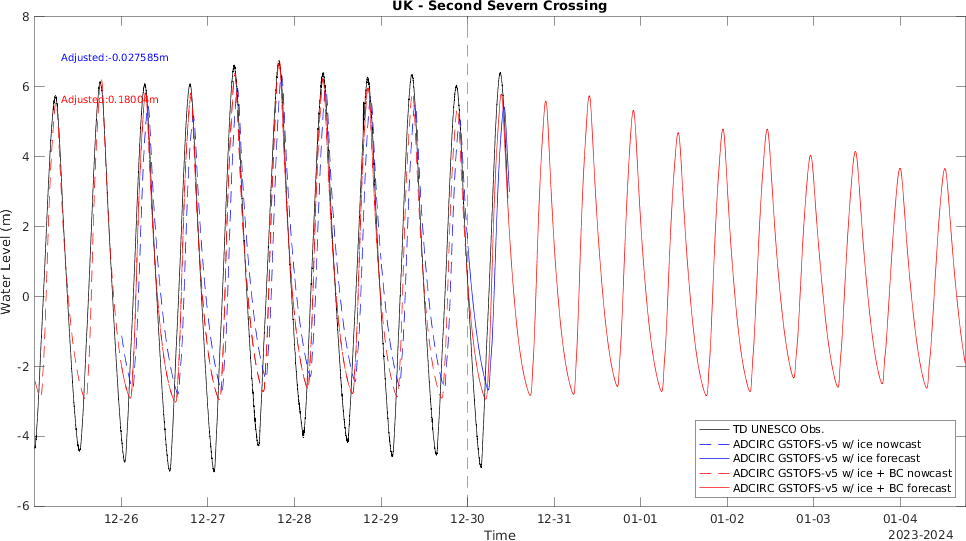 UK - Second Severn Crossing
8
6
4
2
0
-2
-4
-6
Water Level (m)
Adjusted:-0.027585m
Adjusted:0.18004m
TD UNESCO Obs.
ADCIRC GSTOFS-v5 w/ ice nowcast
ADCIRC GSTOFS-v5 w/ ice forecast
ADCIRC GSTOFS-v5 w/ ice + BC nowcast
ADCIRC GSTOFS-v5 w/ ice + BC forecast
12-26 12-27 12-28 12-29 12-30 12-31 01-01 01-02 01-03 01-04
Time
2023-2024